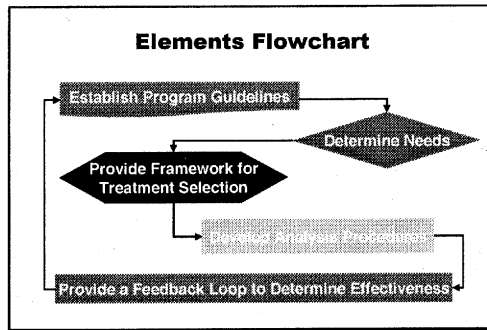 Elements Flowchart
Establish Program Guidelines
Determine Needs
Provide Framework for
Treatment Selection
Develop Analysis Procedures
Provide a Feedback Loop to Determine Effectiveness